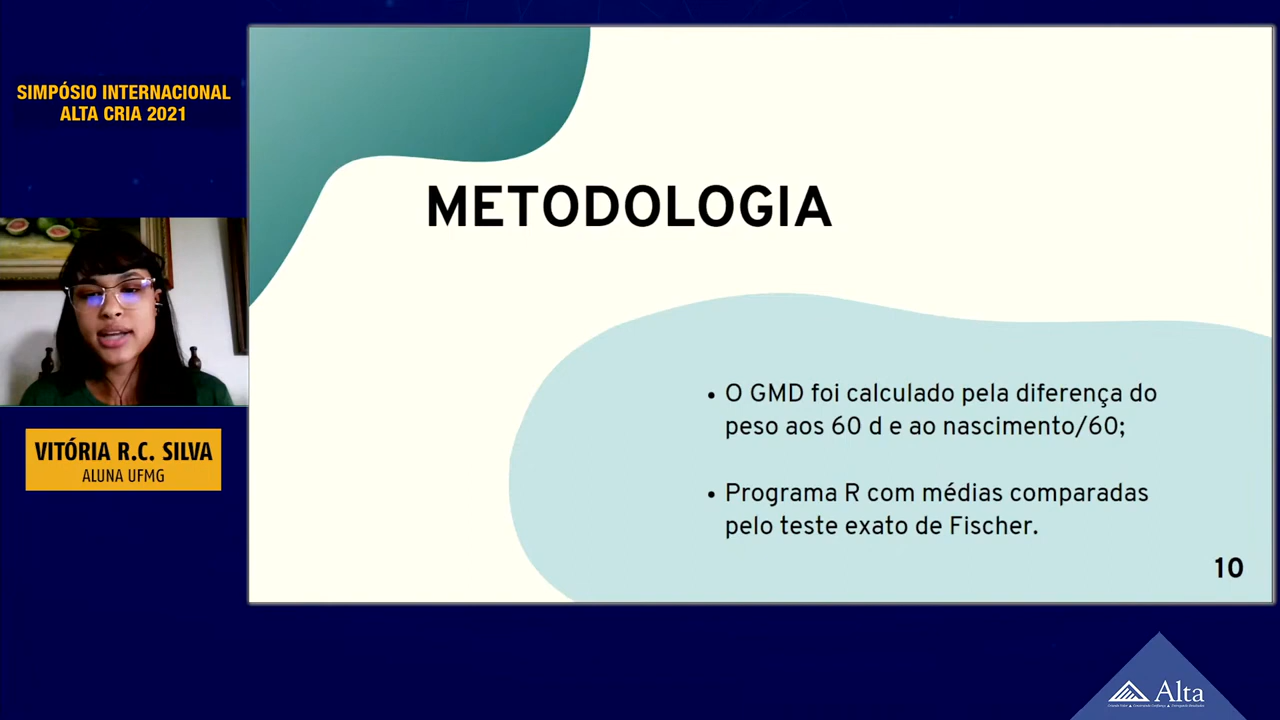 SIMPÓSIO INTERNACIONAL
ALTA CRIA 2021
METODOLOGIA
• O GMD foi calculado pela diferença do
peso aos 60 d e ao nascimento/60;
• Programa R com médias comparadas
pelo teste exato de Fischer.
10
VITÓRIA R.C. SILVA
ALUNA UFMG
Alta